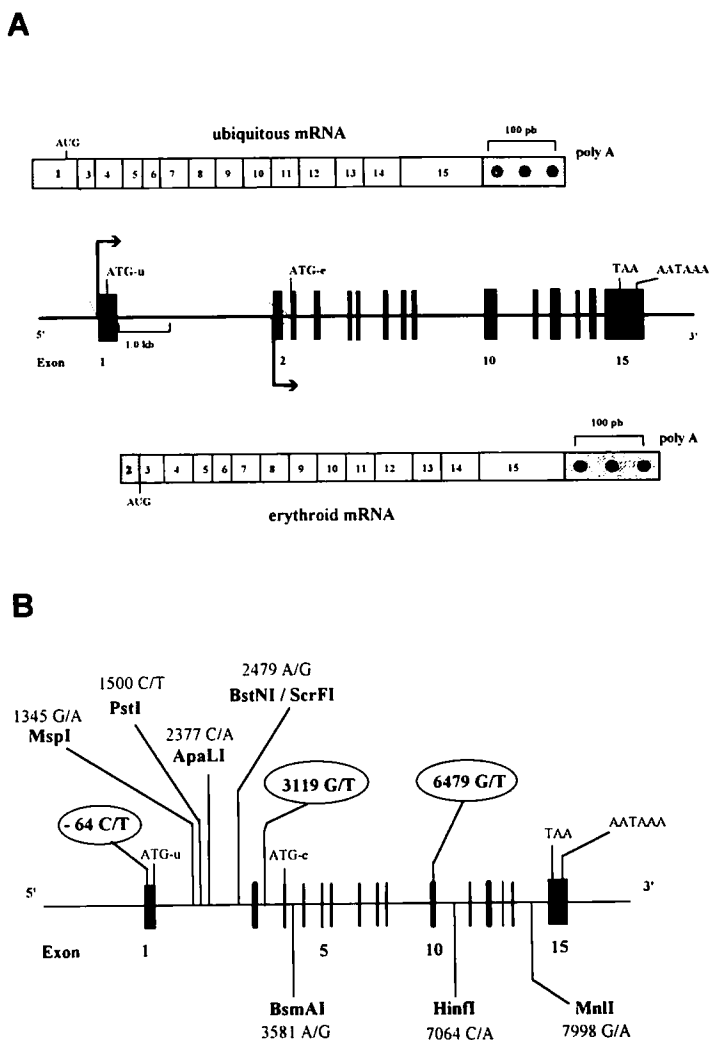 A
ubiquitous mRNA
100 pb
poly A
AUG
1 3 4 5 6 7 8 9 10 11 12 13 14 15
ATG-u
ATG-e
TAA
AATAAA
5'
3'
1.0 kb
Exon 1 2 10 15
100 pb
poly A
2 3 4 5 6 7 8 9 10 11 12 13 14 15
AUG
erythroid mRNA
B
2479 A/G
BstNI / ScrFI
1500 C/T
PstI
1345 G/A
MspI
2377 C/A
ApaLI
3119 G/T
6479 G/T
- 64 C/T
ATG-u
ATG-e
TAA
AATAAA
5'
3'
Exon 1 5 10 15
BsmAI
3581 A/G
HinfI
7064 C/A
MnlI
7998 G/A